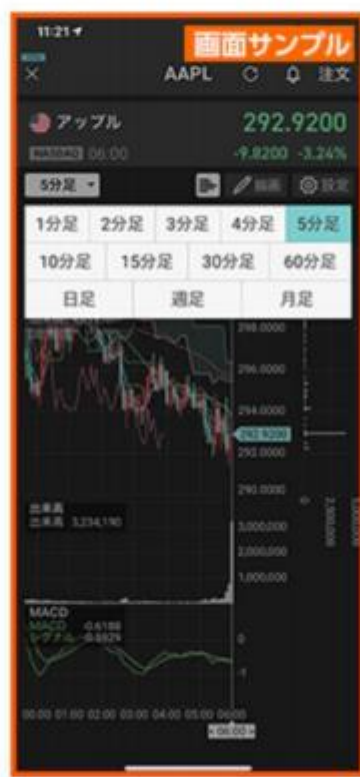 11:21
画面サンプル
× AAPL 注文
アップル 292.9200
NASDAQ 06:00 -9.8200 -3.24%
5分足 描画 設定
1分足 2分足 3分足 4分足 5分足
10分足 15分足 30分足 60分足
日足 週足 月足
298.0000
296.0000
294.0000
292.9200
292.0000
290.0000
出来高
出来高 3,234,190
3,000,000
2,000,000
1,000,000
0
2,500,000
MACD
MACD -0.6188
シグナル -0.6929
0
-1
00:00 01:00 02:00 03:00 04:00 05:00 06:00
06:00